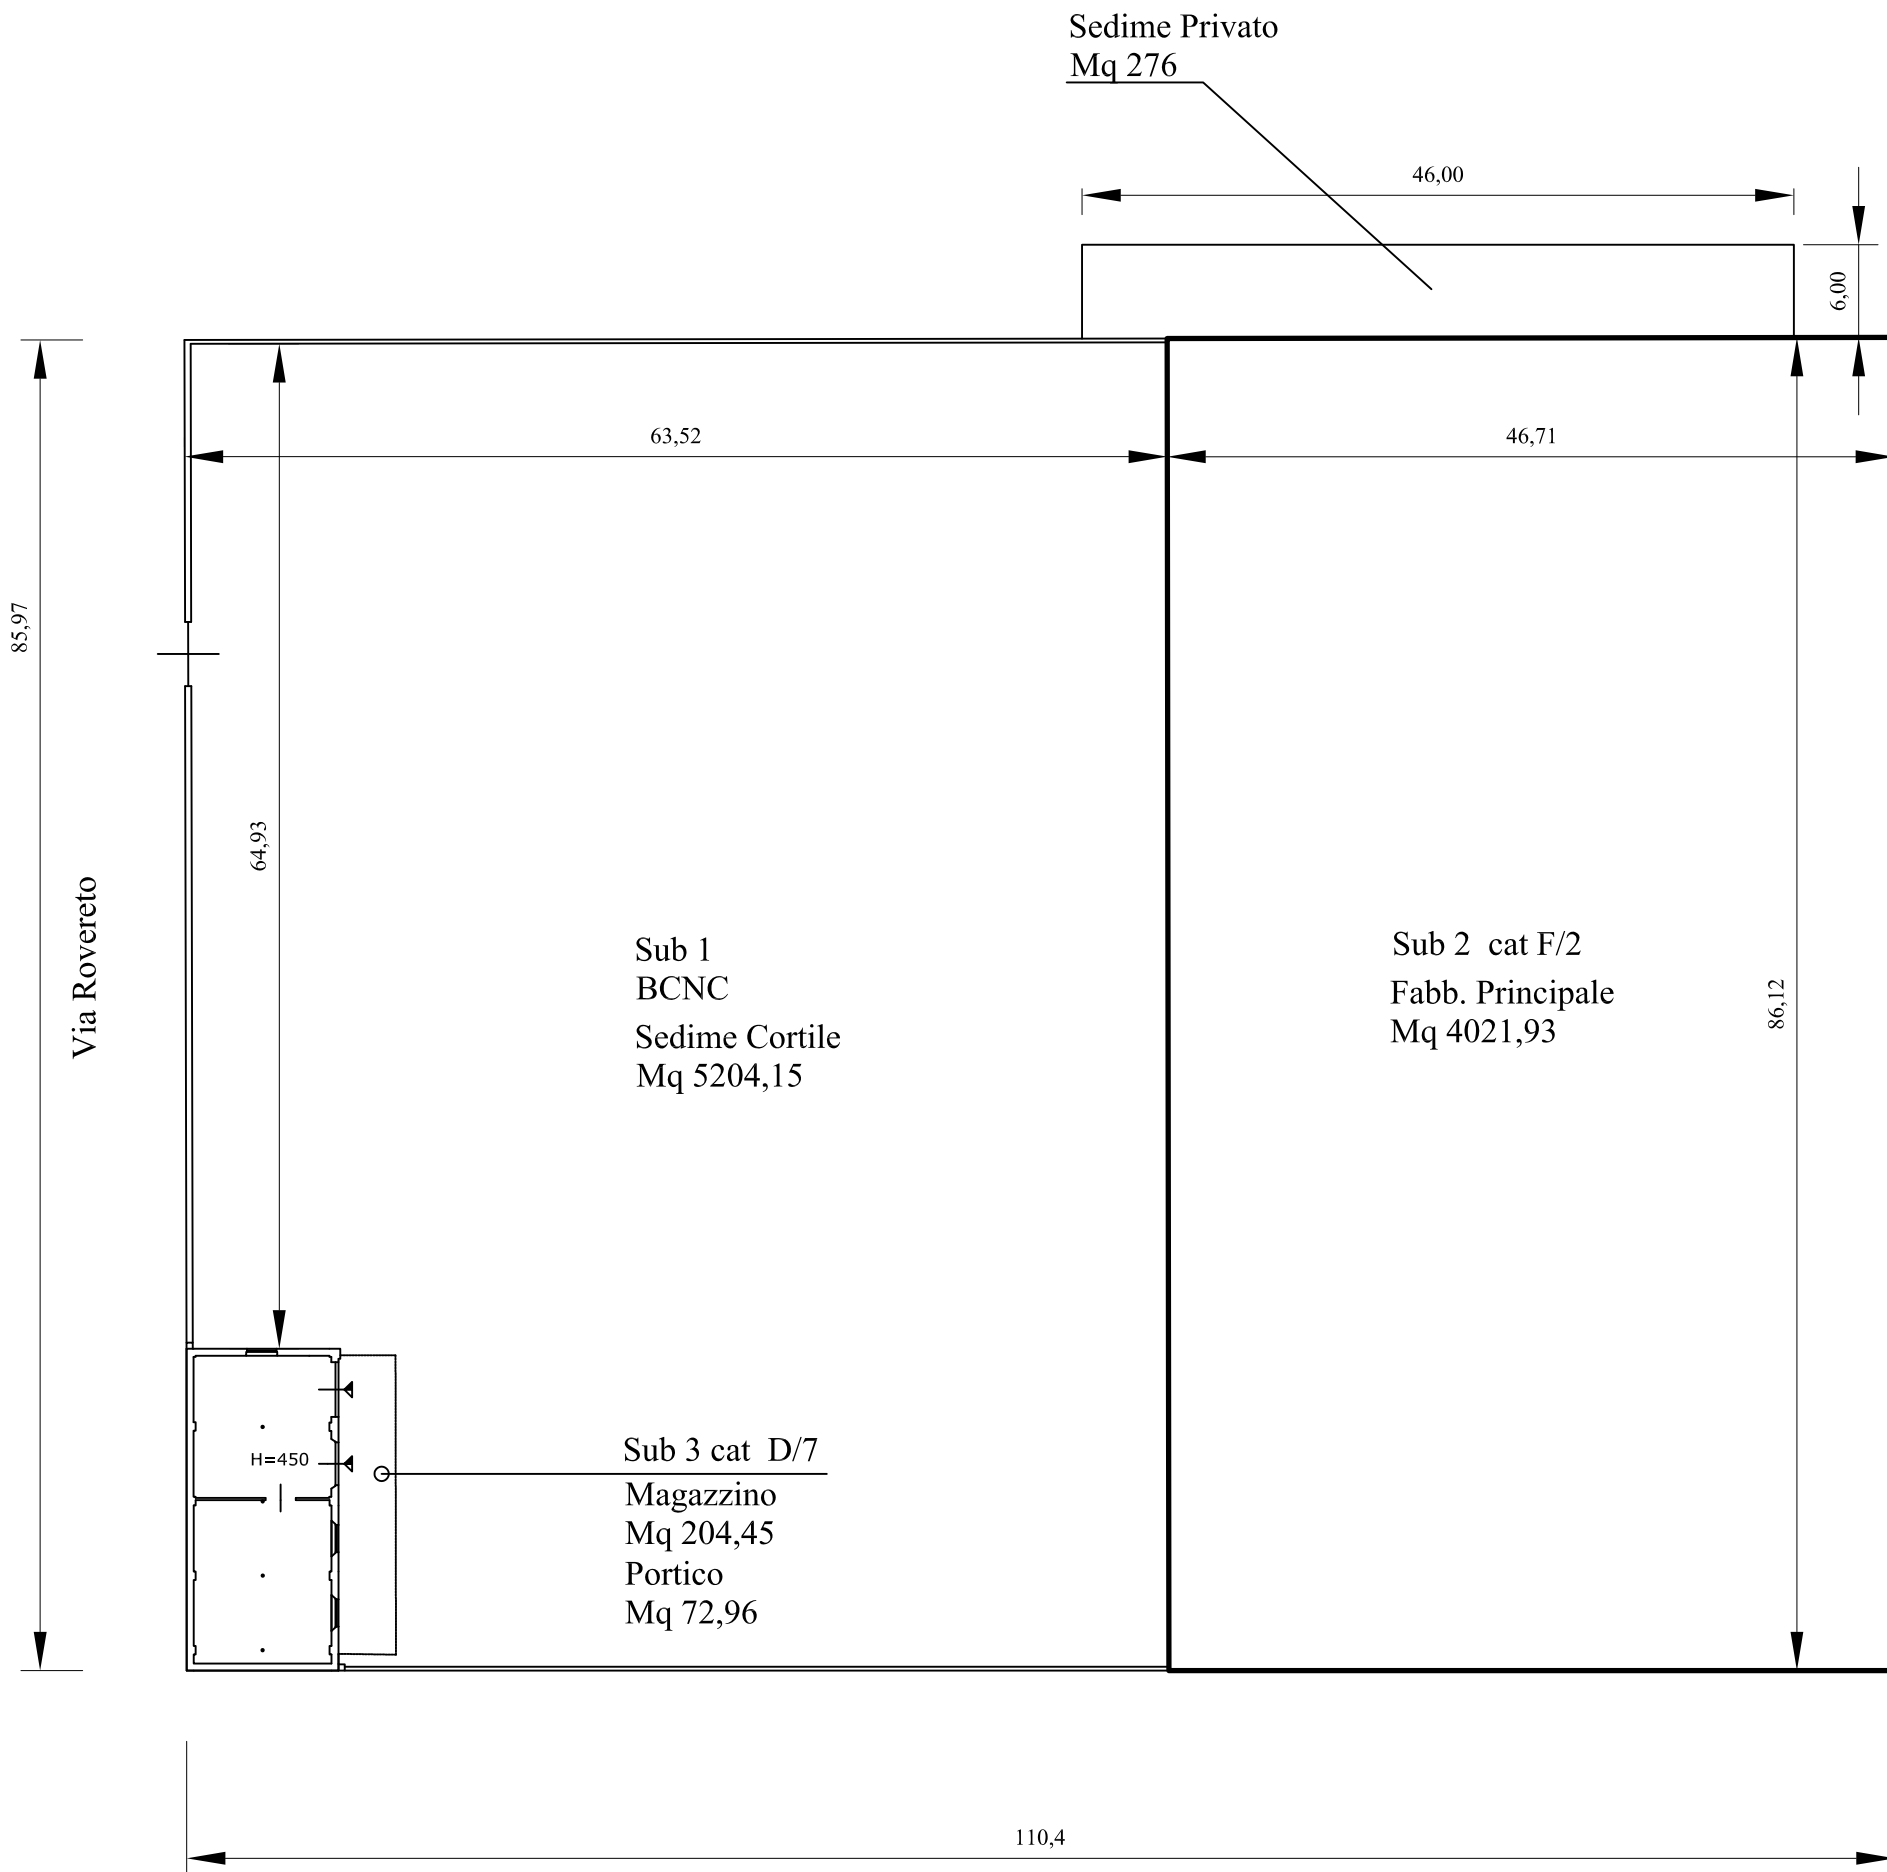 Sedime Privato
Mq 276
46,00
6,00
63,52
46,71
85,97
64,93
Via Rovereto
Sub 1
BCNC
Sedime Cortile
Mq 5204,15
Sub 2 cat F/2
Fabb. Principale
Mq 4021,93
86,12
H=450
Sub 3 cat D/7
Magazzino
Mq 204,45
Portico
Mq 72,96
110,4